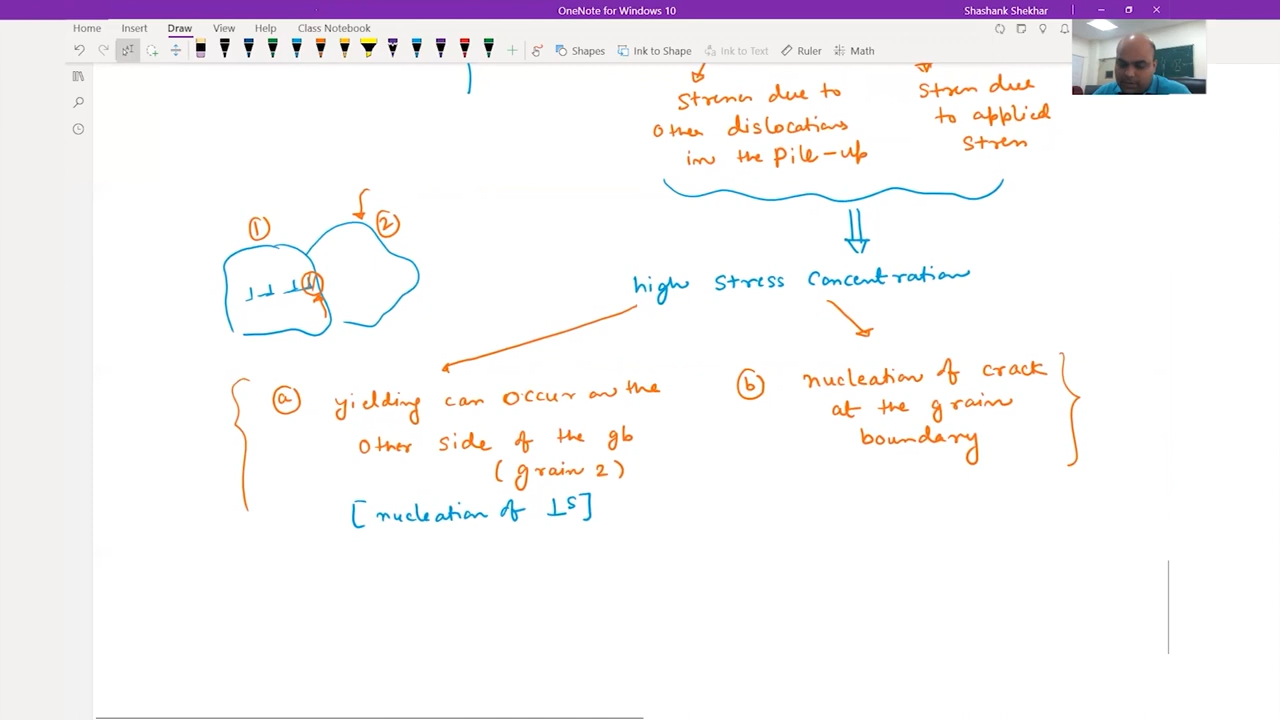 OneNote for Windows 10
Shashank Shekhar
Home Insert Draw View Help Class Notebook
Shapes Ink to Shape Ink to Text Ruler Math
Stress due to
other dislocations
in the Pile-up
Stress due
to applied
stress
① ②
high stress concentration
ⓐ yielding can occur on the
other side of the gb
(grain 2)
[nucleation of ⊥s]
ⓑ nucleation of crack
at the grain
boundary